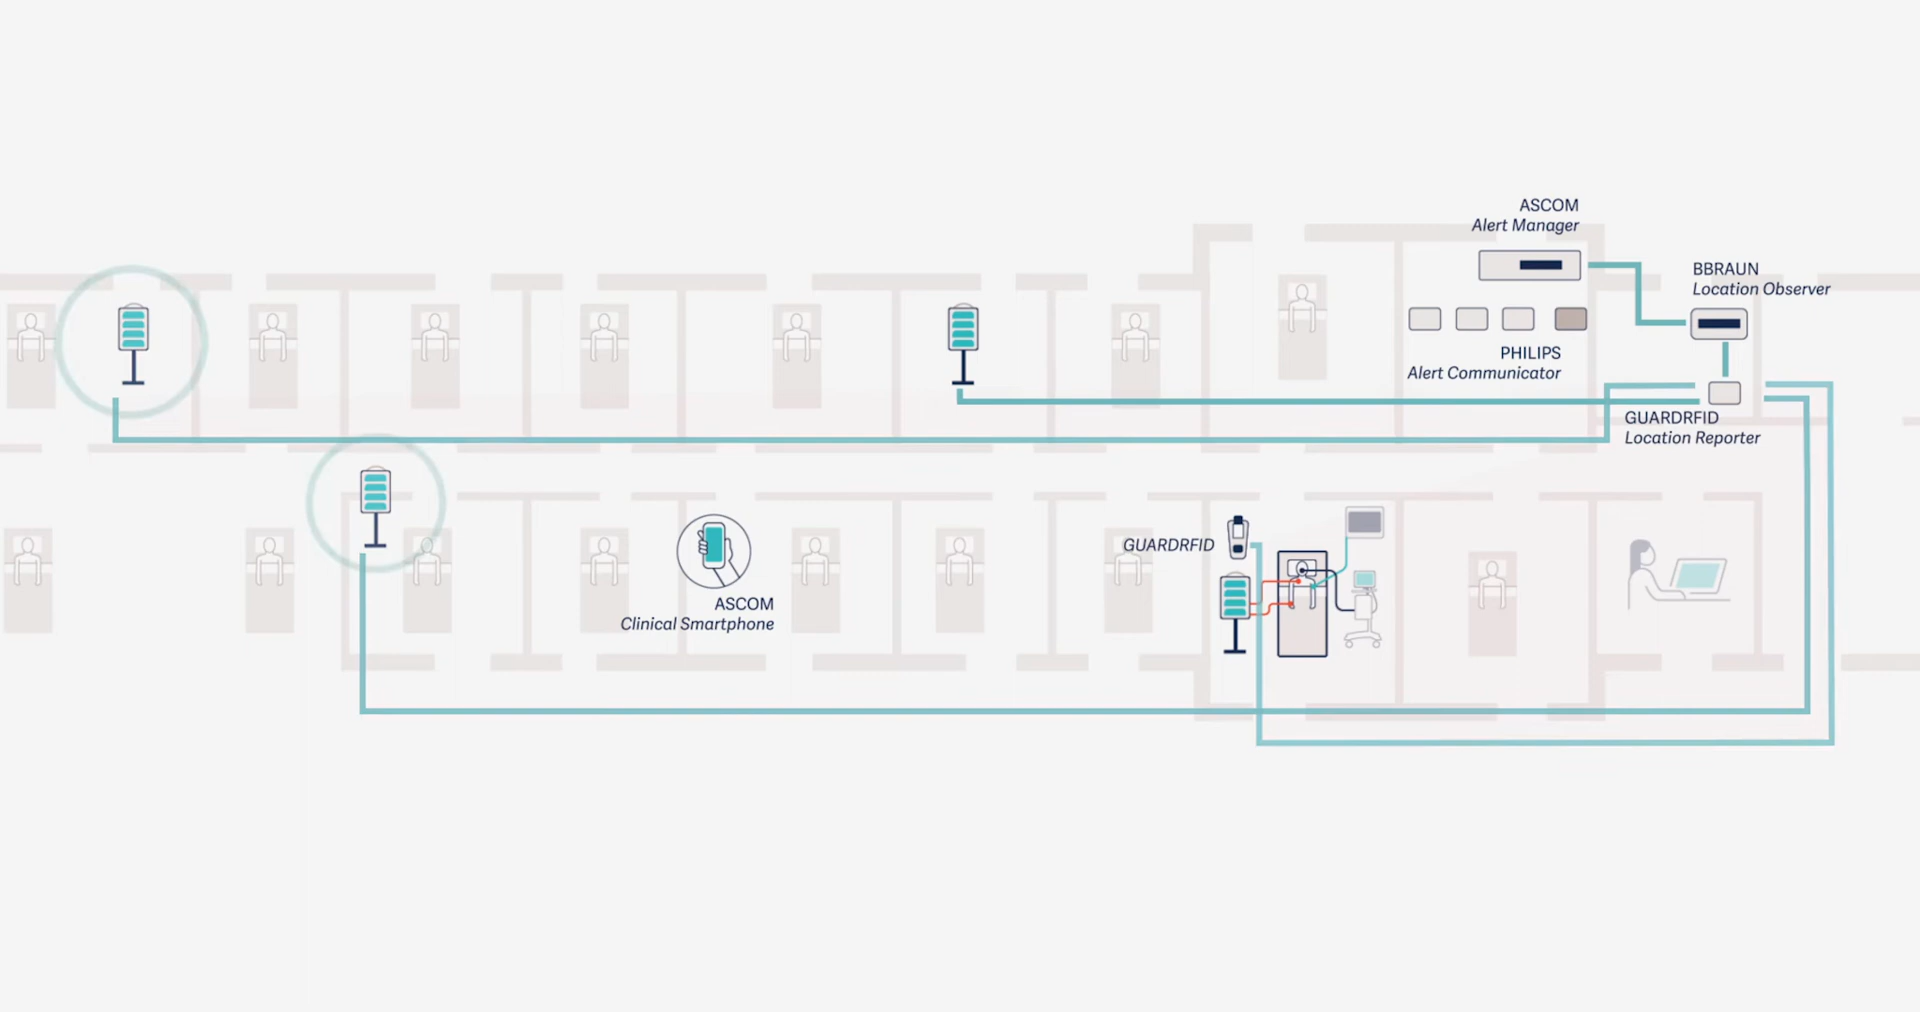 ASCOM
Alert Manager
BBRAUN
Location Observer
PHILIPS
Alert Communicator
GUARDRFID
Location Reporter
GUARDRFID
ASCOM
Clinical Smartphone